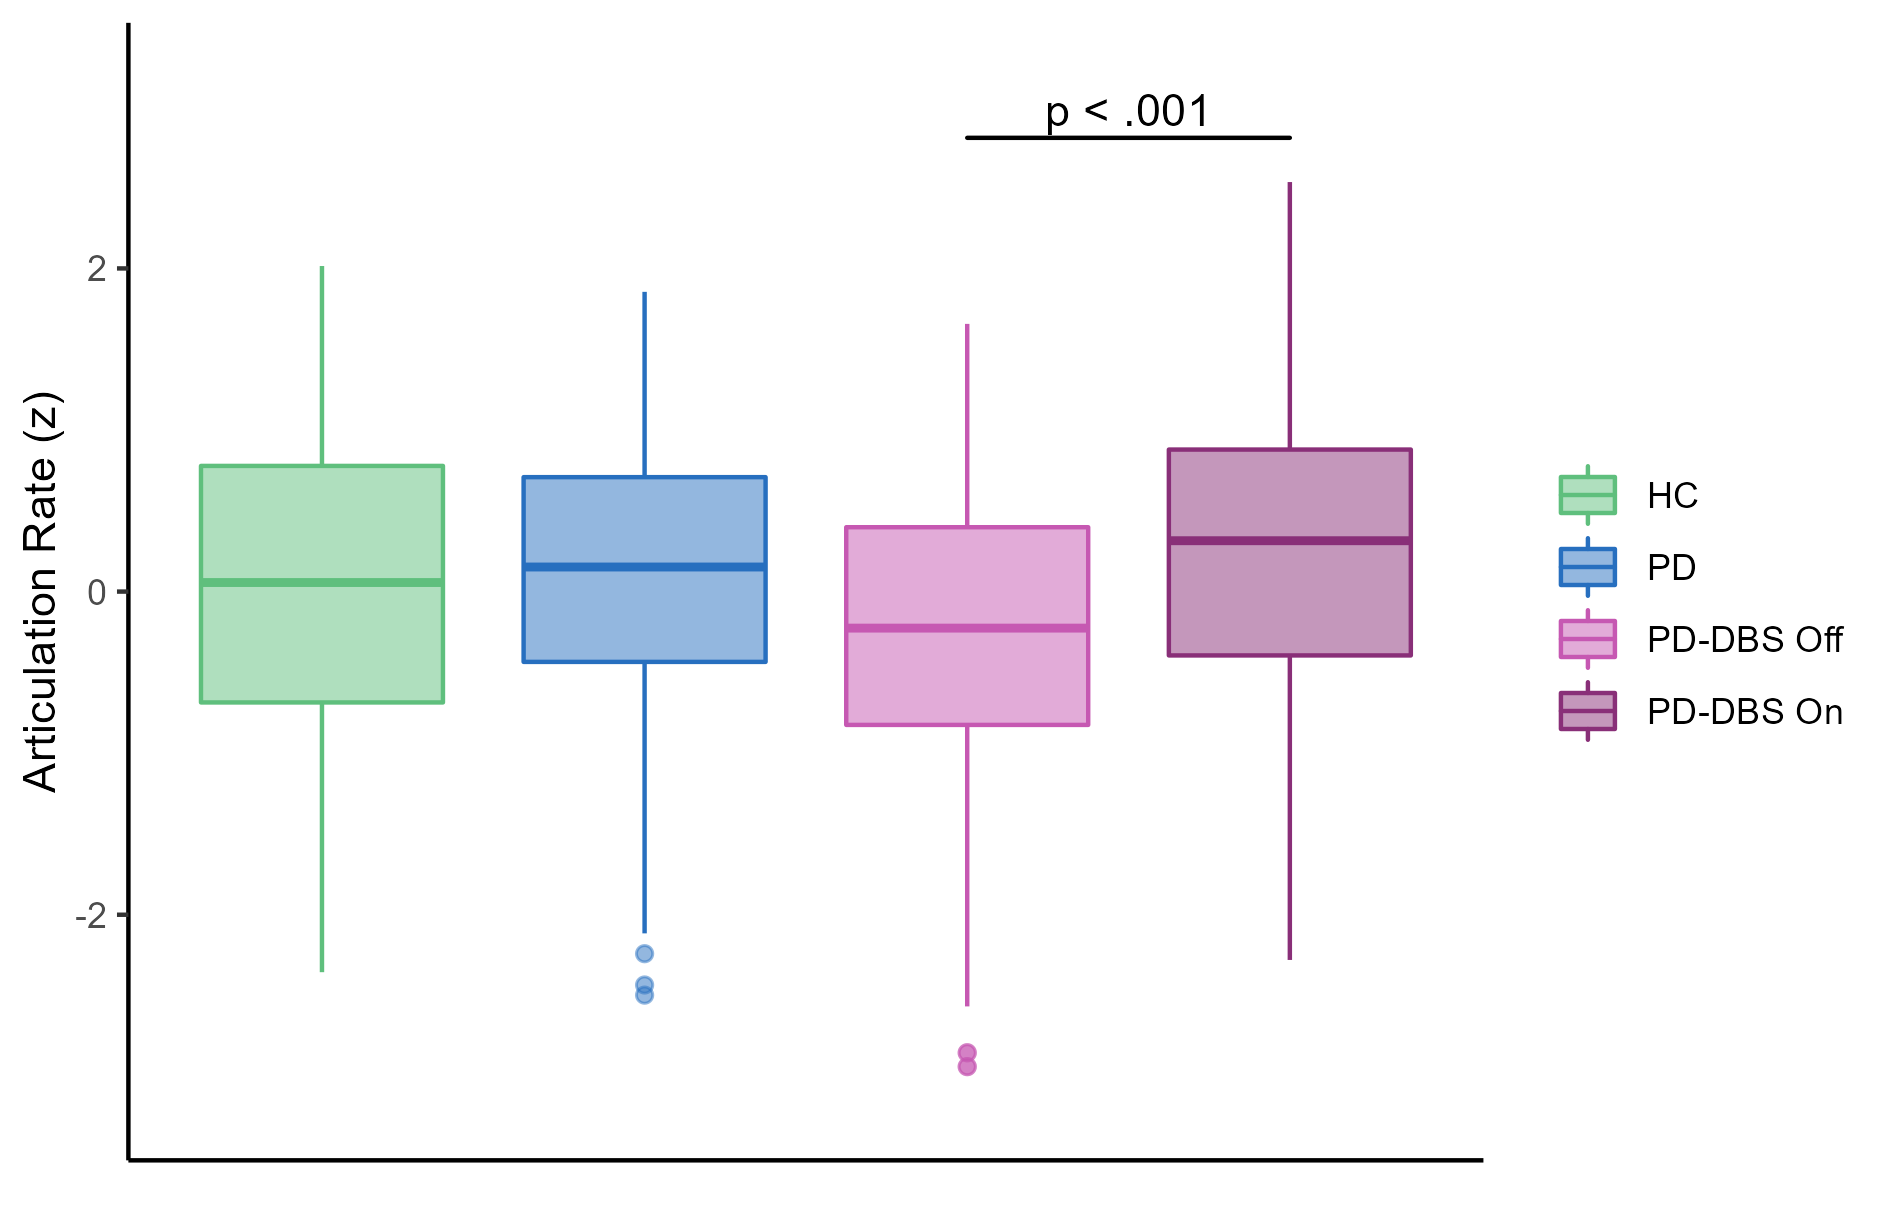 p < .001
2
0
-2
Articulation Rate (z)
HC
PD
PD-DBS Off
PD-DBS On